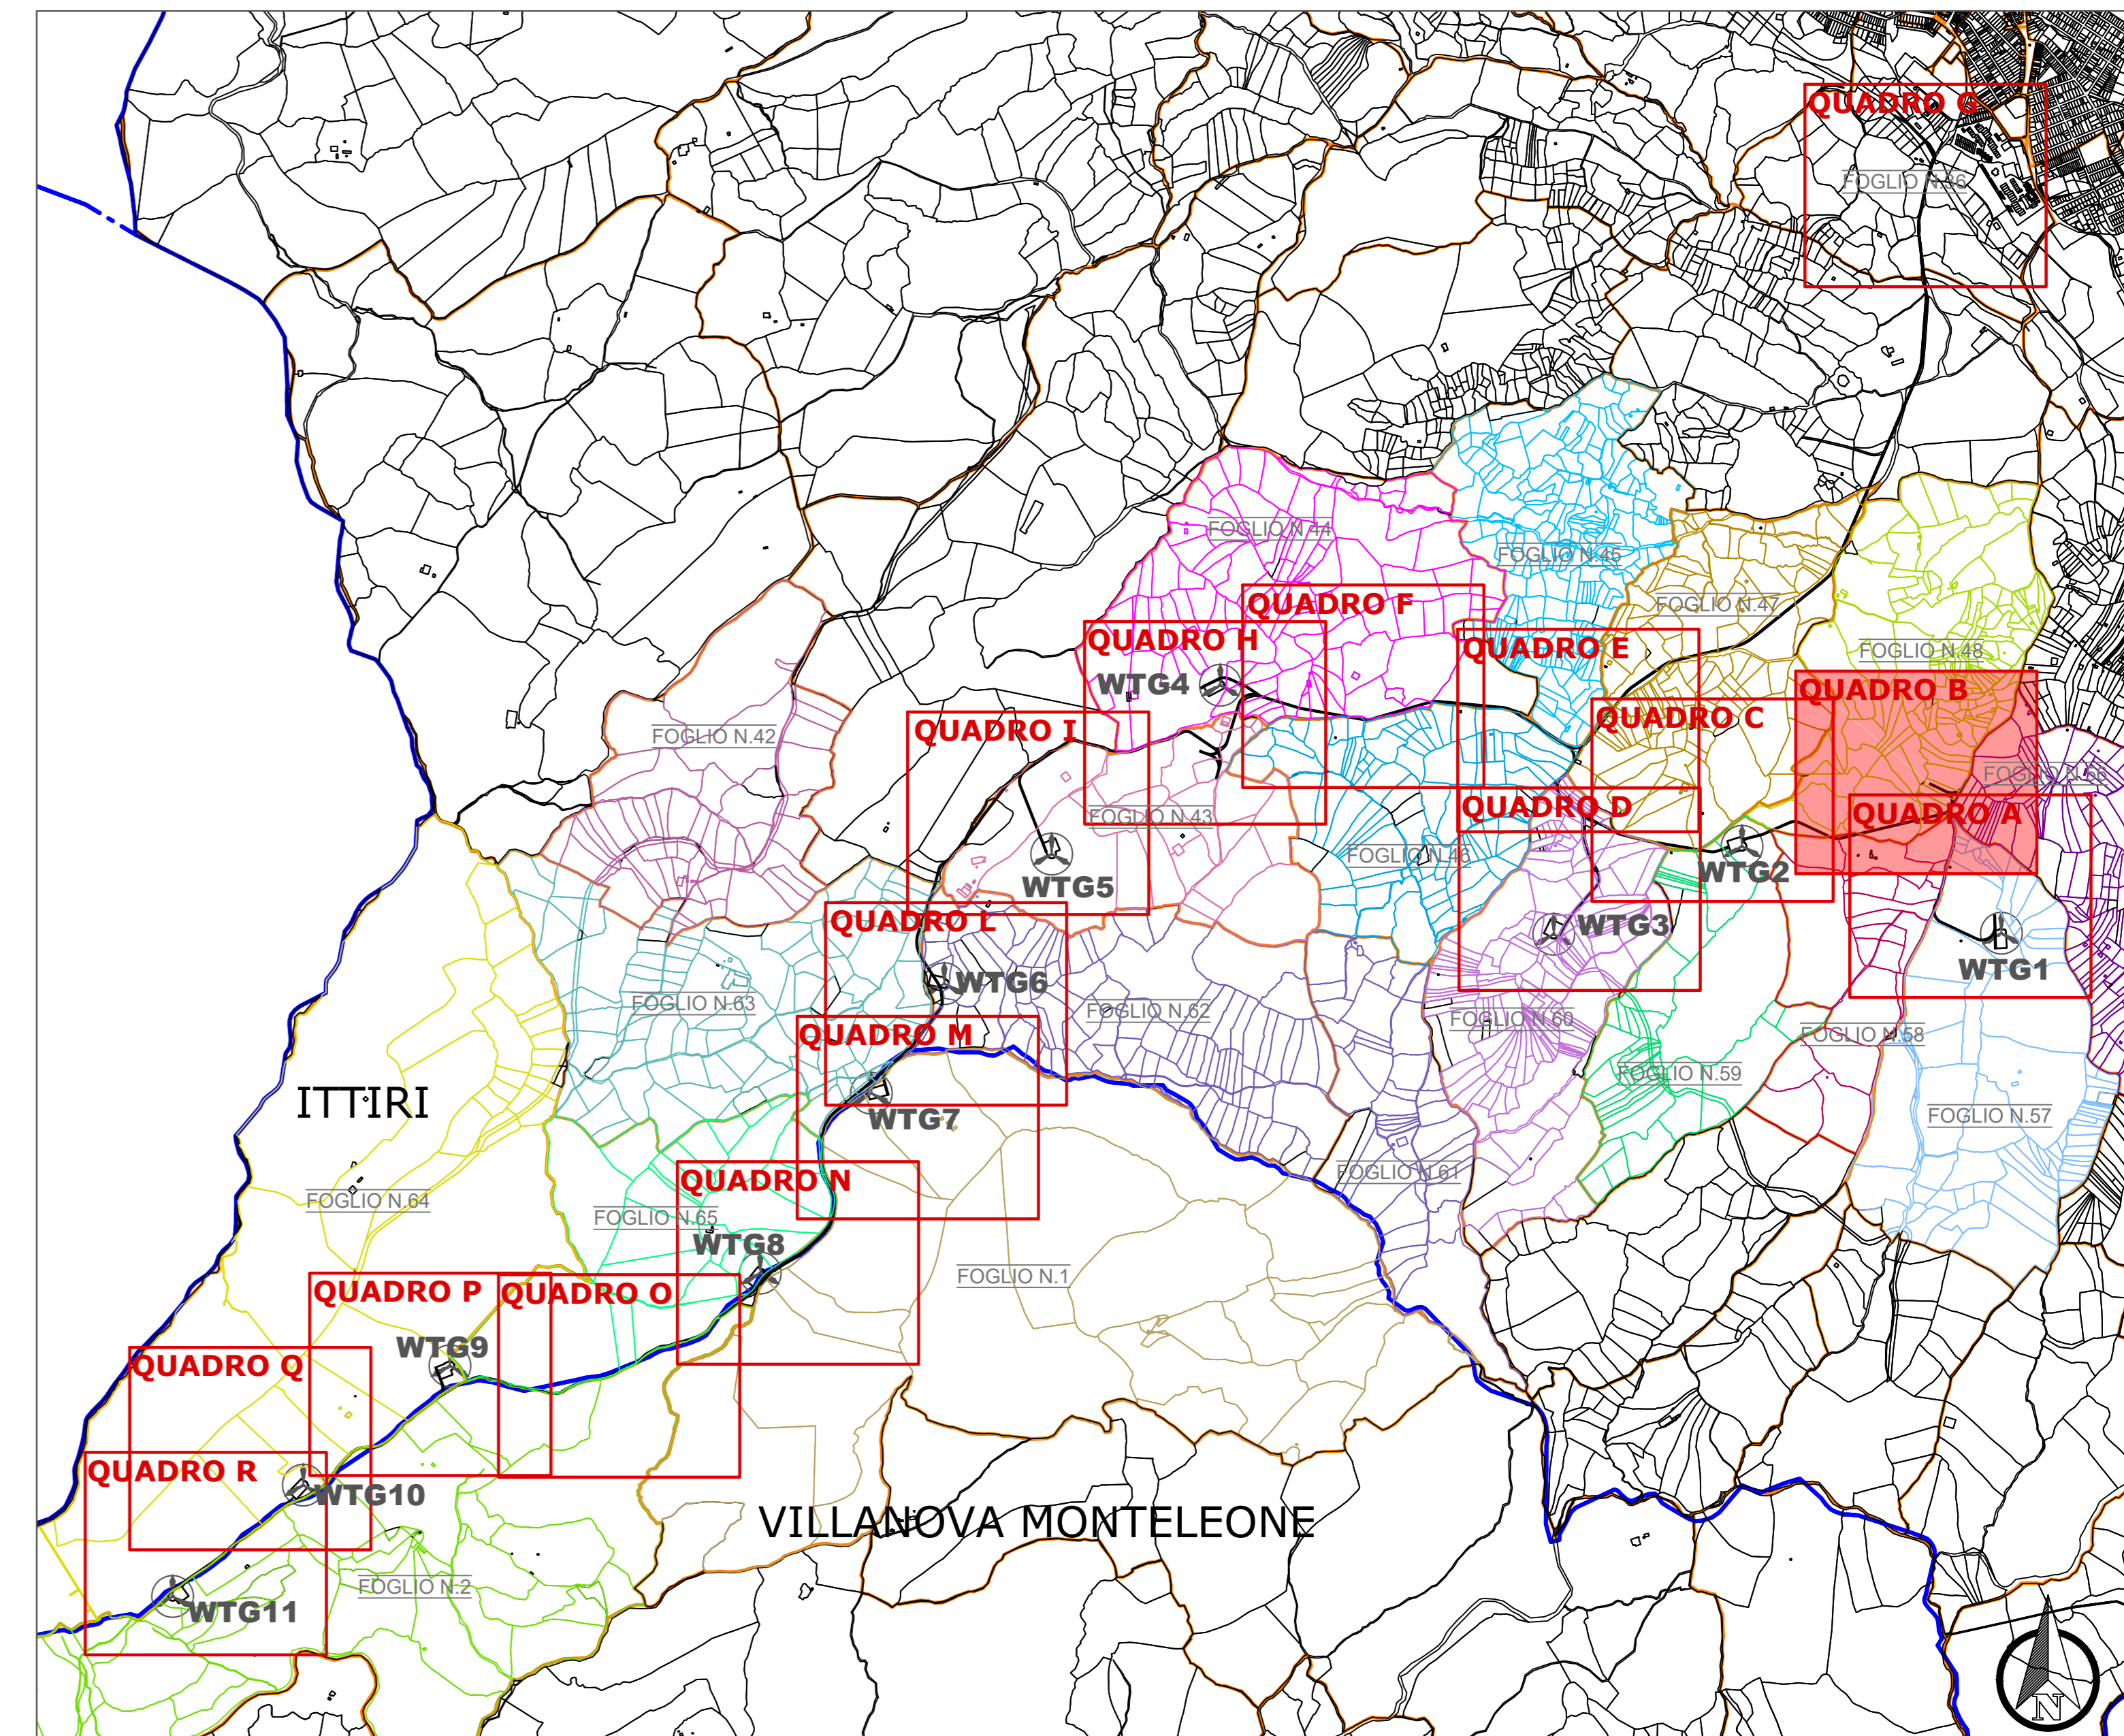 QUADRO G
FOGLIO N.36
FOGLIO N.44
FOGLIO N.45
FOGLIO N.47
QUADRO F
QUADRO H
QUADRO E
FOGLIO N.48
WTG4
QUADRO B
QUADRO C
QUADRO I
FOGLIO N.42
FOGLIO N.56
QUADRO D
FOGLIO N.43
QUADRO A
FOGLIO N.46
WTG2
WTG5
QUADRO L
WTG3
WTG1
WTG6
FOGLIO N.63
FOGLIO N.62
FOGLIO N.60
QUADRO M
FOGLIO N.58
FOGLIO N.59
ITTIRI
WTG7
FOGLIO N.57
FOGLIO N.61
QUADRO N
FOGLIO N.64
FOGLIO N.65
WTG8
FOGLIO N.1
QUADRO P
QUADRO O
WTG9
QUADRO Q
QUADRO R
WTG10
VILLANOVA MONTELEONE
FOGLIO N.2
WTG11
N